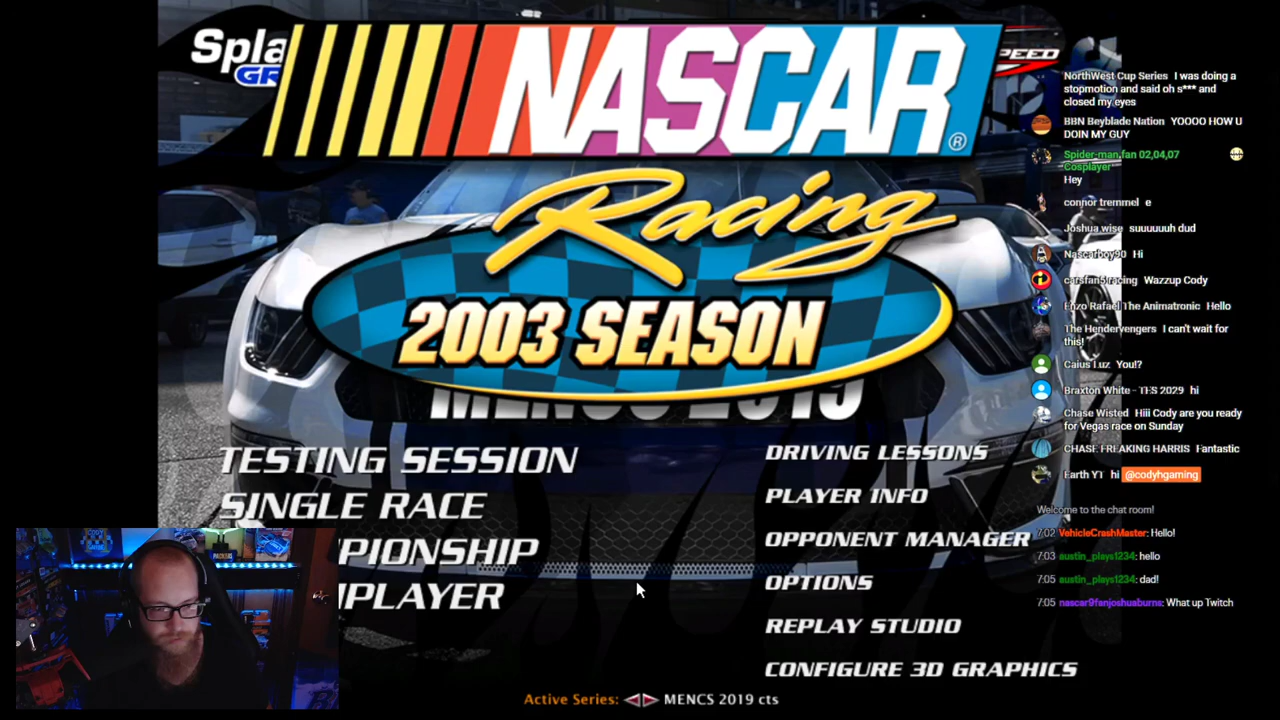 NASCAR
®
Racing
2003 SEASON
TESTING SESSION
SINGLE RACE
PIONSHIP
PLAYER
DRIVING LESSONS
PLAYER INFO
OPPONENT MANAGER
OPTIONS
REPLAY STUDIO
CONFIGURE 3D GRAPHICS
Active Series: MENCS 2019 cts
NorthWest Cup Series I was doing a
stopmotion and said oh s*** and
closed my eyes
BBN Beyblade Nation YOOOO HOW U
DOIN MY GUY
Spider-man fan 02,04,07
Cosplayer
Hey
connor tremmel e
Joshua wise suuuuuuh dud
Nascarboy90 Hi
carsfan5 racing Wazzup Cody
Enzo Rafael The Animatronic Hello
The Hendervengers I can't wait for
this!
Caius Luz You!?
Braxton White - TFS 2029 hi
Chase Wisted Hiii Cody are you ready
for Vegas race on Sunday
CHASE FREAKING HARRIS Fantastic
Earth YT hi @codyhgaming
Welcome to the chat room!
7:02 VehicleCrashMaster: Hello!
7:03 austin_plays1234: hello
7:05 austin_plays1234: dad!
7:05 nascar9fanjoshuaburns: What up Twitch